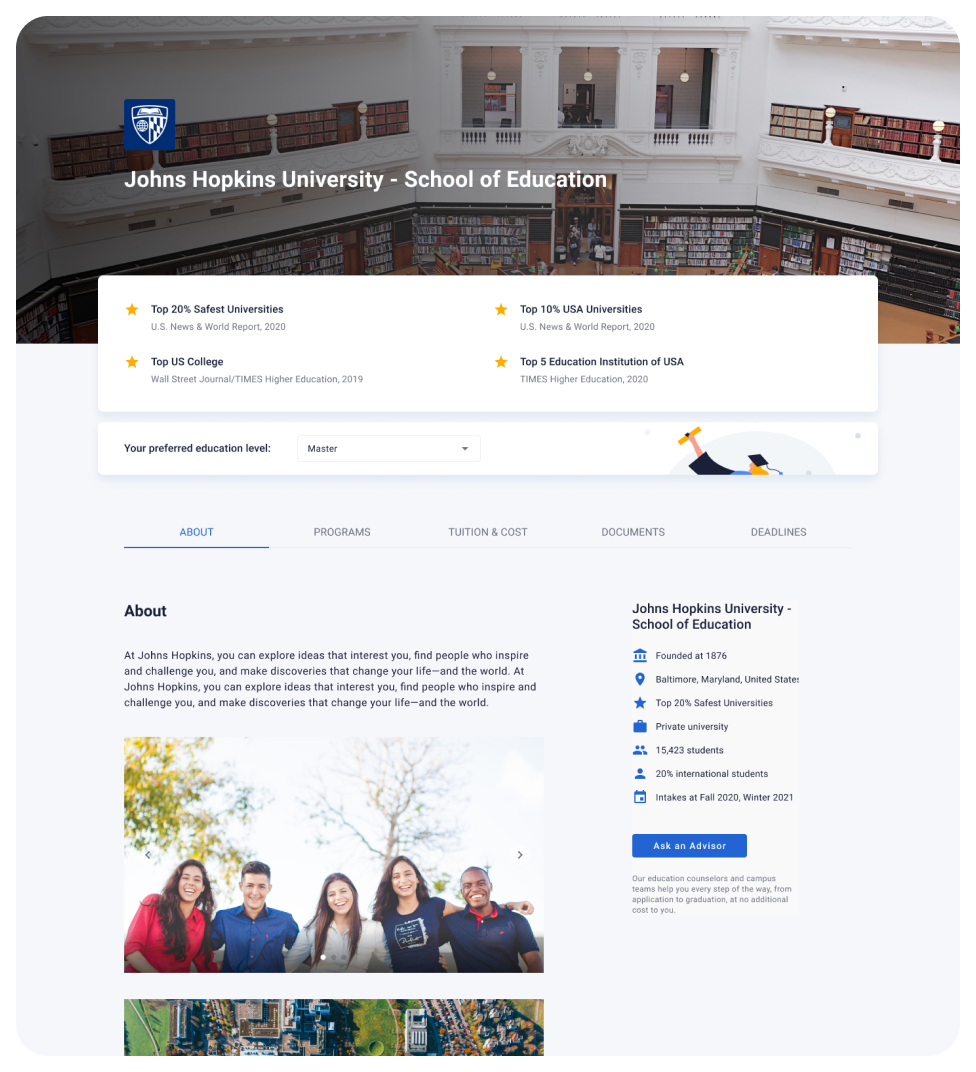 Johns Hopkins University - School of Education
Top 20% Safest Universities
U.S. News & World Report, 2020
Top 10% USA Universities
U.S. News & World Report, 2020
Top US College
Wall Street Journal/TIMES Higher Education, 2019
Top 5 Education Institution of USA
TIMES Higher Education, 2020
Your preferred education level:
Master
ABOUT
PROGRAMS
TUITION & COST
DOCUMENTS
DEADLINES
About
At Johns Hopkins, you can explore ideas that interest you, find people who inspire
and challenge you, and make discoveries that change your life—and the world. At
Johns Hopkins, you can explore ideas that interest you, find people who inspire and
challenge you, and make discoveries that change your life—and the world.
Johns Hopkins University -
School of Education
Founded at 1876
Baltimore, Maryland, United States
Top 20% Safest Universities
Private university
15,423 students
20% international students
Intakes at Fall 2020, Winter 2021
Ask an Advisor
Our education counselors and campus
teams help you every step of the way, from
application to graduation, at no additional
cost to you.